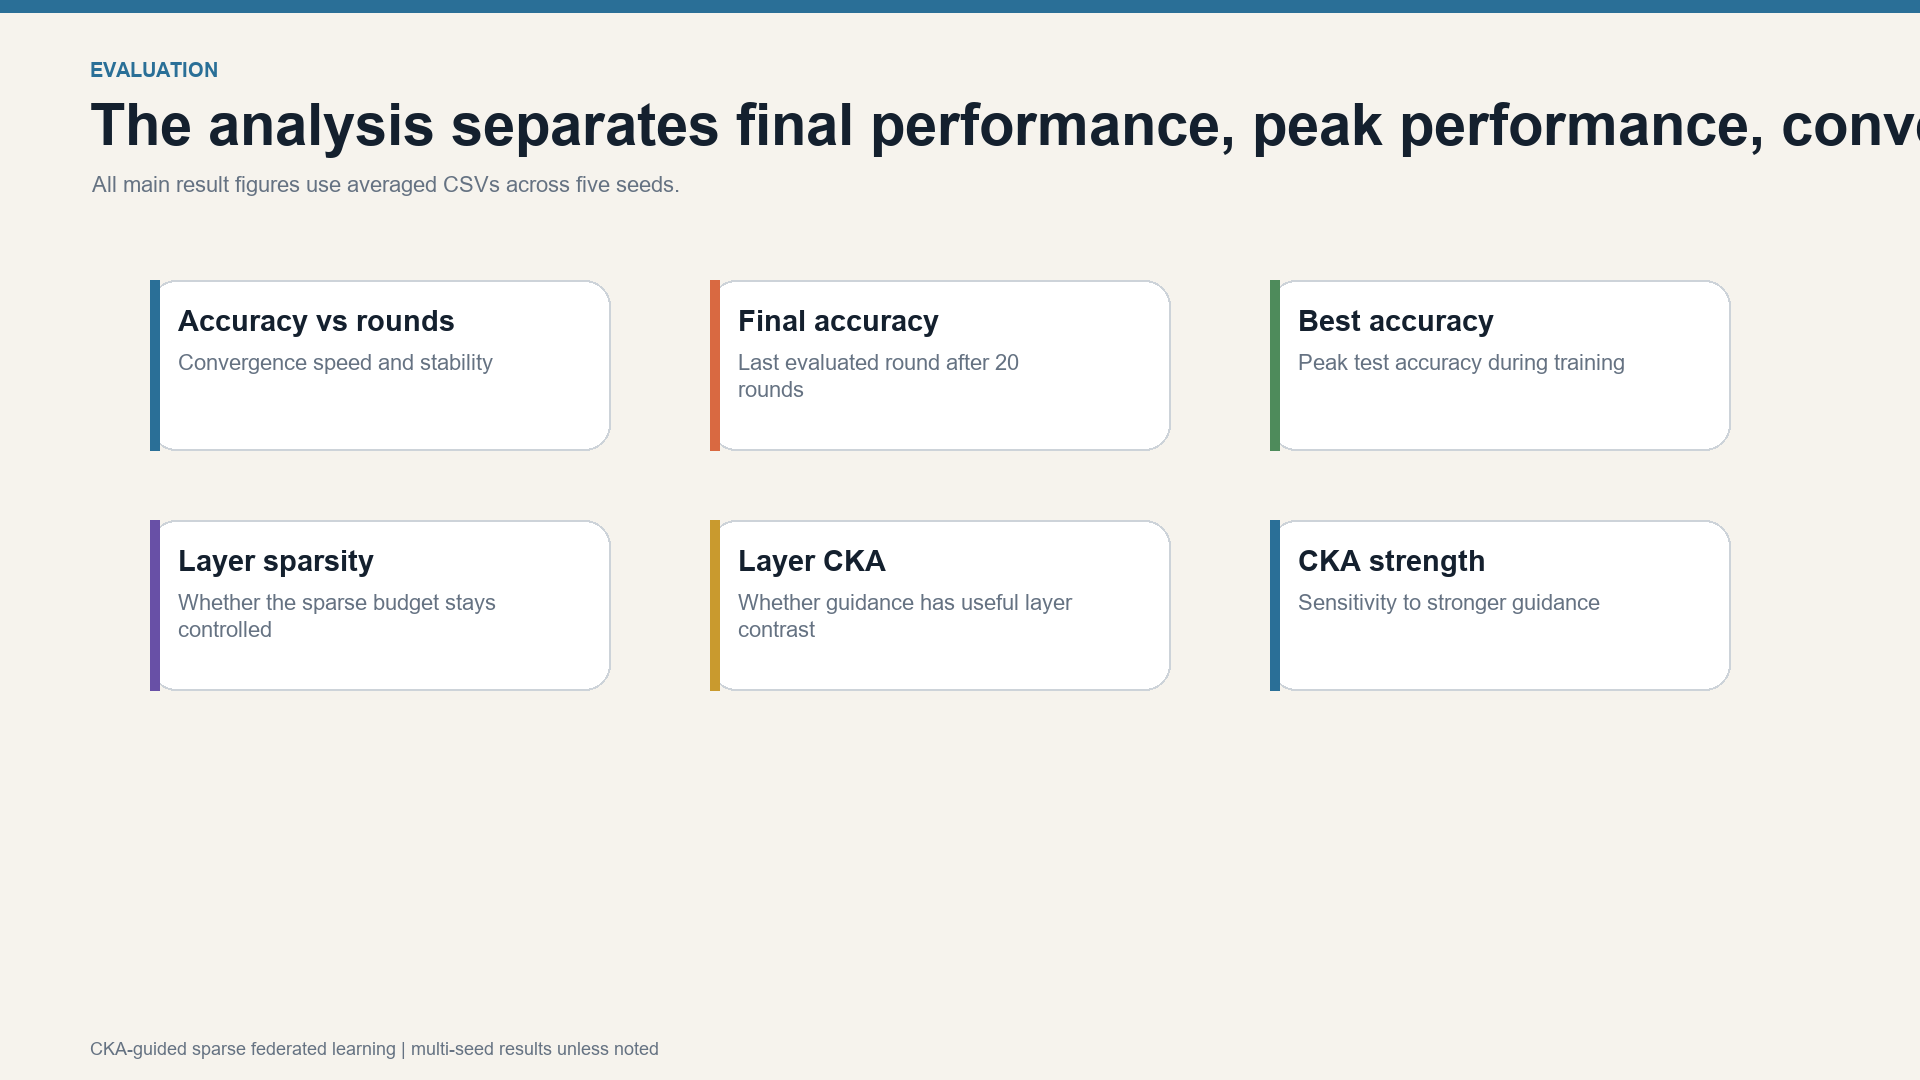 EVALUATION
The analysis separates final performance, peak performance,
All main result figures use averaged CSVs across five seeds.
Accuracy vs rounds
Convergence speed and stability
Final accuracy
Last evaluated round after 20
rounds
Best accuracy
Peak test accuracy during training
Layer sparsity
Whether the sparse budget stays
controlled
Layer CKA
Whether guidance has useful layer
contrast
CKA strength
Sensitivity to stronger guidance
CKA-guided sparse federated learning | multi-seed results unless noted